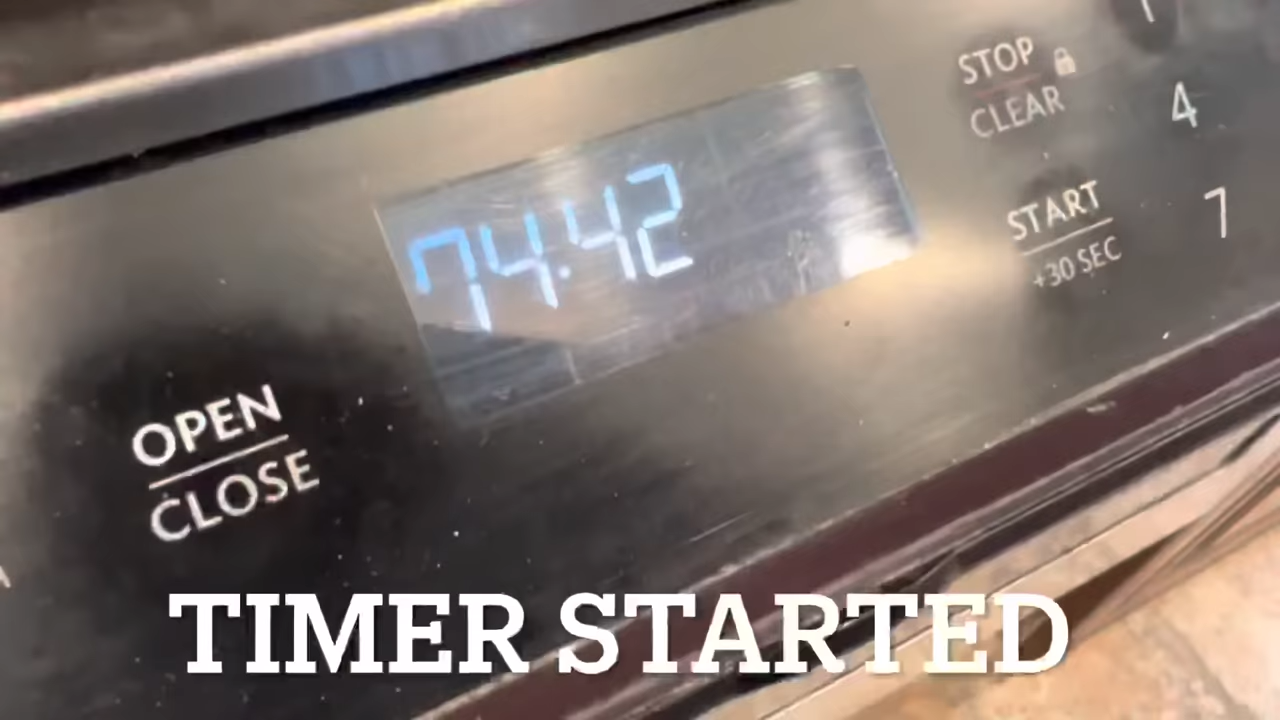 74:42
STOP
CLEAR
4
START
+30 SEC
7
OPEN
CLOSE
TIMER STARTED